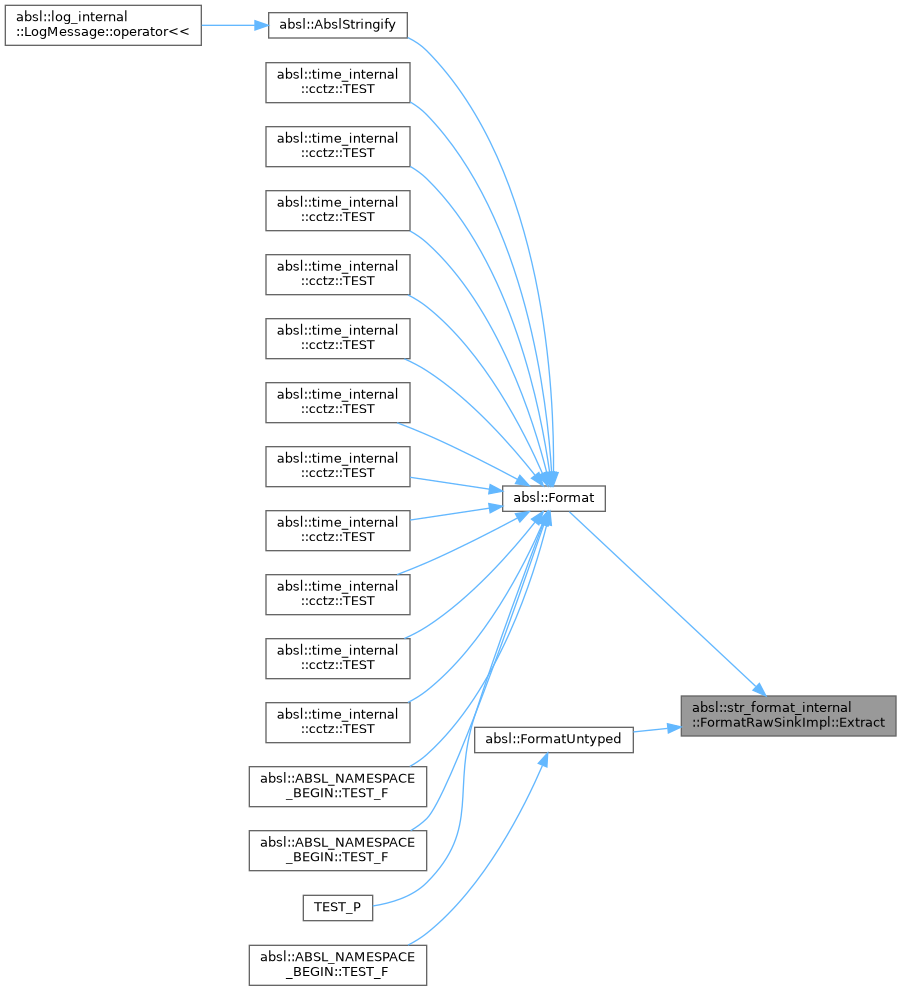 absl::log_internal
::LogMessage::operator<<
absl::AbslStringify
absl::time_internal
::cctz::TEST
absl::time_internal
::cctz::TEST
absl::time_internal
::cctz::TEST
absl::time_internal
::cctz::TEST
absl::time_internal
::cctz::TEST
absl::time_internal
::cctz::TEST
absl::time_internal
::cctz::TEST
absl::Format
absl::time_internal
::cctz::TEST
absl::time_internal
::cctz::TEST
absl::time_internal
::cctz::TEST
absl::time_internal
::cctz::TEST
absl::str_format_internal
::FormatRawSinkImpl::Extract
absl::FormatUntyped
absl::ABSL_NAMESPACE
_BEGIN::TEST_F
absl::ABSL_NAMESPACE
_BEGIN::TEST_F
TEST_P
absl::ABSL_NAMESPACE
_BEGIN::TEST_F